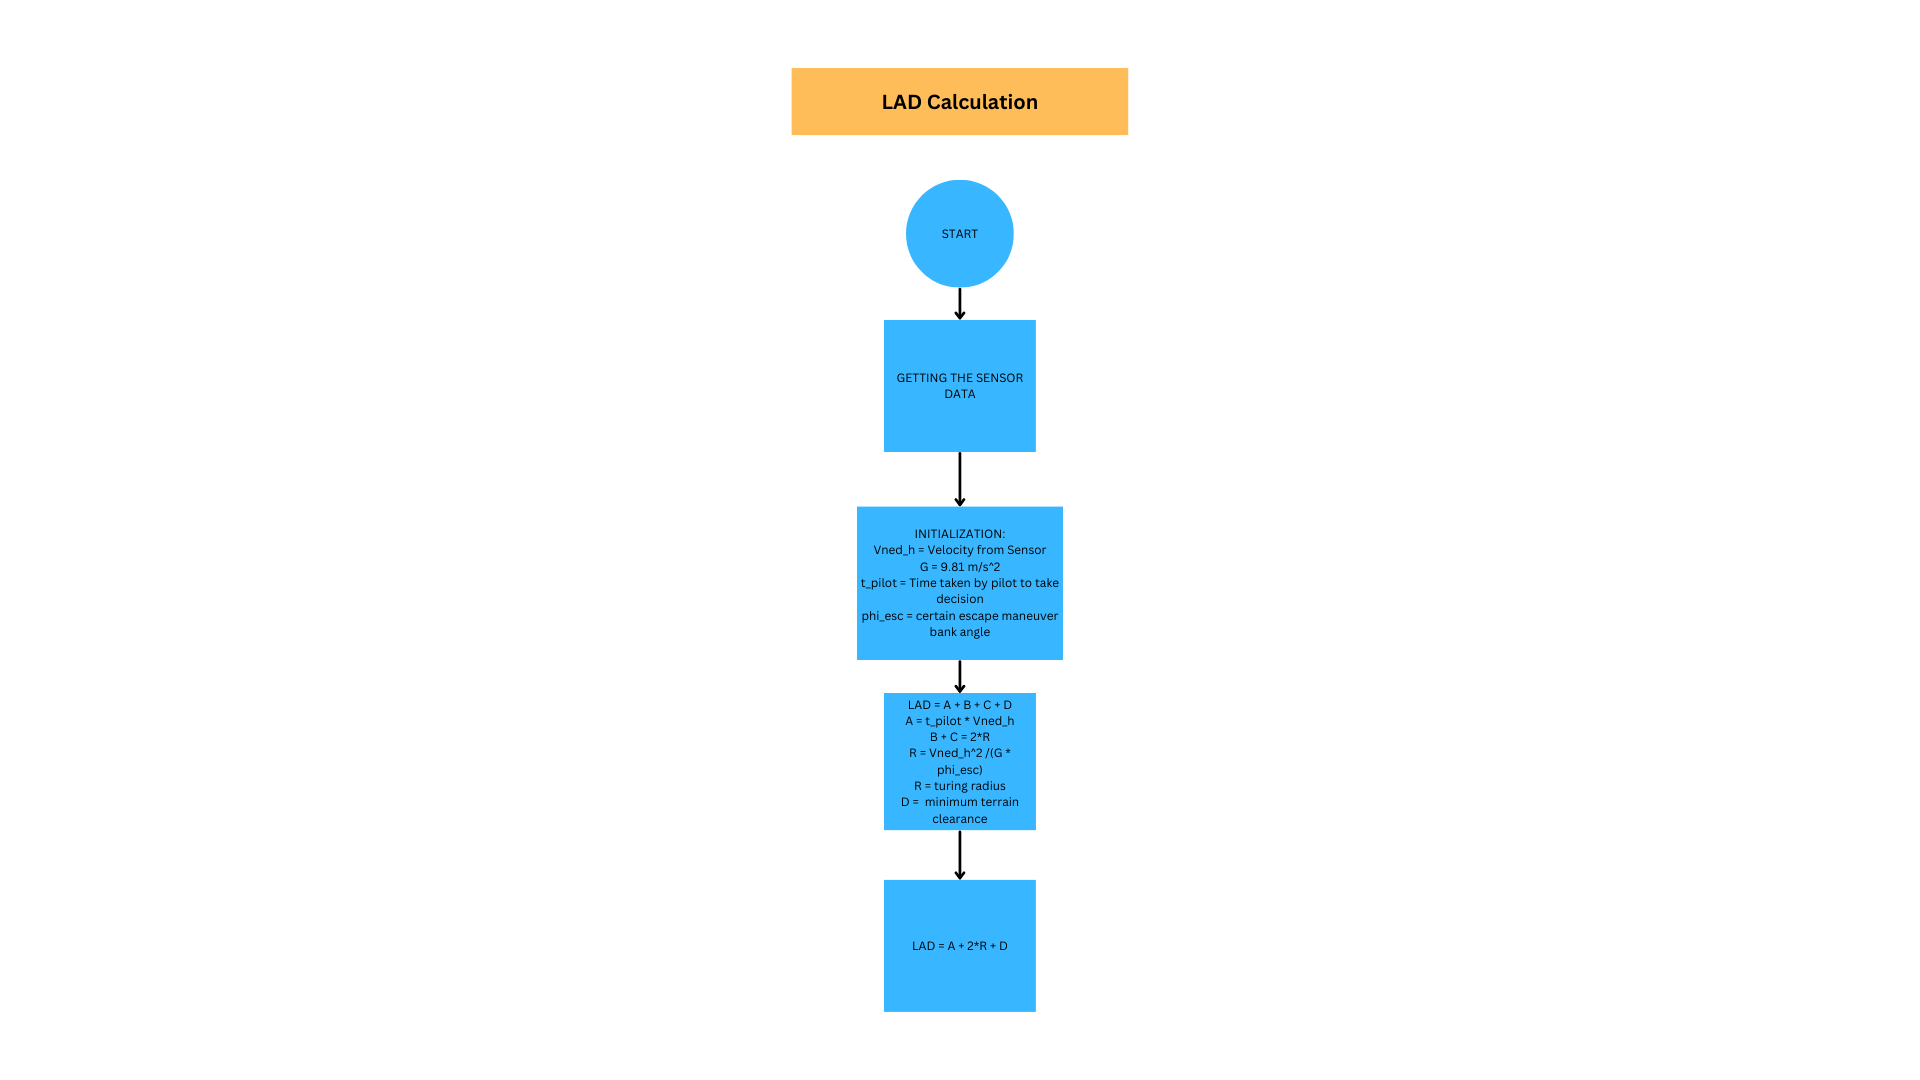 LAD Calculation
START
GETTING THE SENSOR
DATA
INITIALIZATION:
Vned_h = Velocity from Sensor
G = 9.81 m/s^2
t_pilot = Time taken by pilot to take
decision
phi_esc = certain escape maneuver
bank angle
LAD = A + B + C + D
A = t_pilot * Vned_h
B + C = 2*R
R = Vned_h^2 /(G *
phi_esc)
R = turing radius
D =  minimum terrain
clearance
LAD = A + 2*R + D